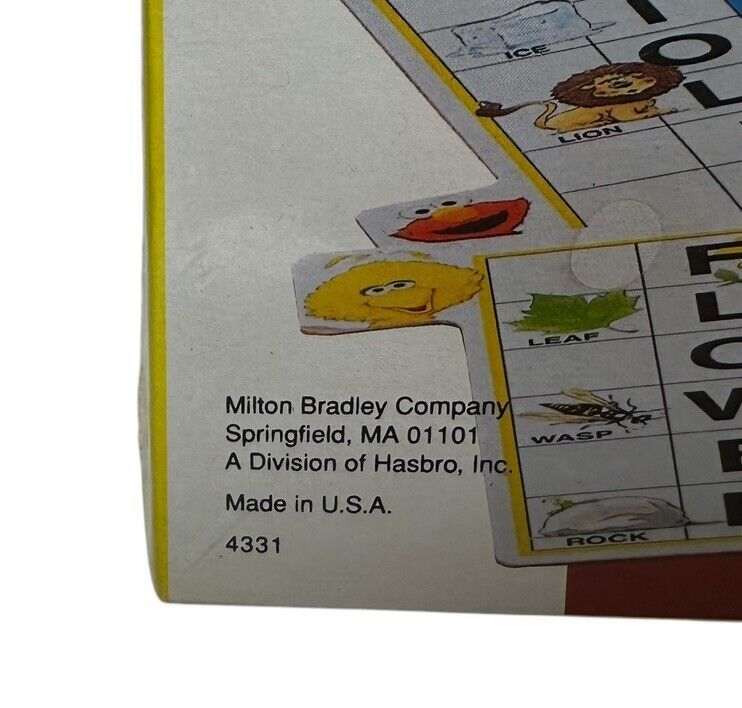 ICE
LION
I
O
L
F
L
O
V
E
LEAF
WASP
ROCK
Milton Bradley Company
Springfield, MA 01101
A Division of Hasbro, Inc.
Made in U.S.A.
4331